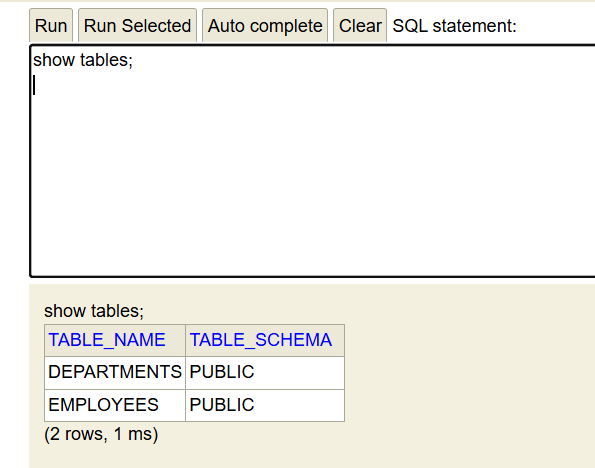 Run Run Selected Auto complete Clear SQL statement:
show tables;
show tables;
TABLE_NAME TABLE_SCHEMA
DEPARTMENTS PUBLIC
EMPLOYEES PUBLIC
(2 rows, 1 ms)